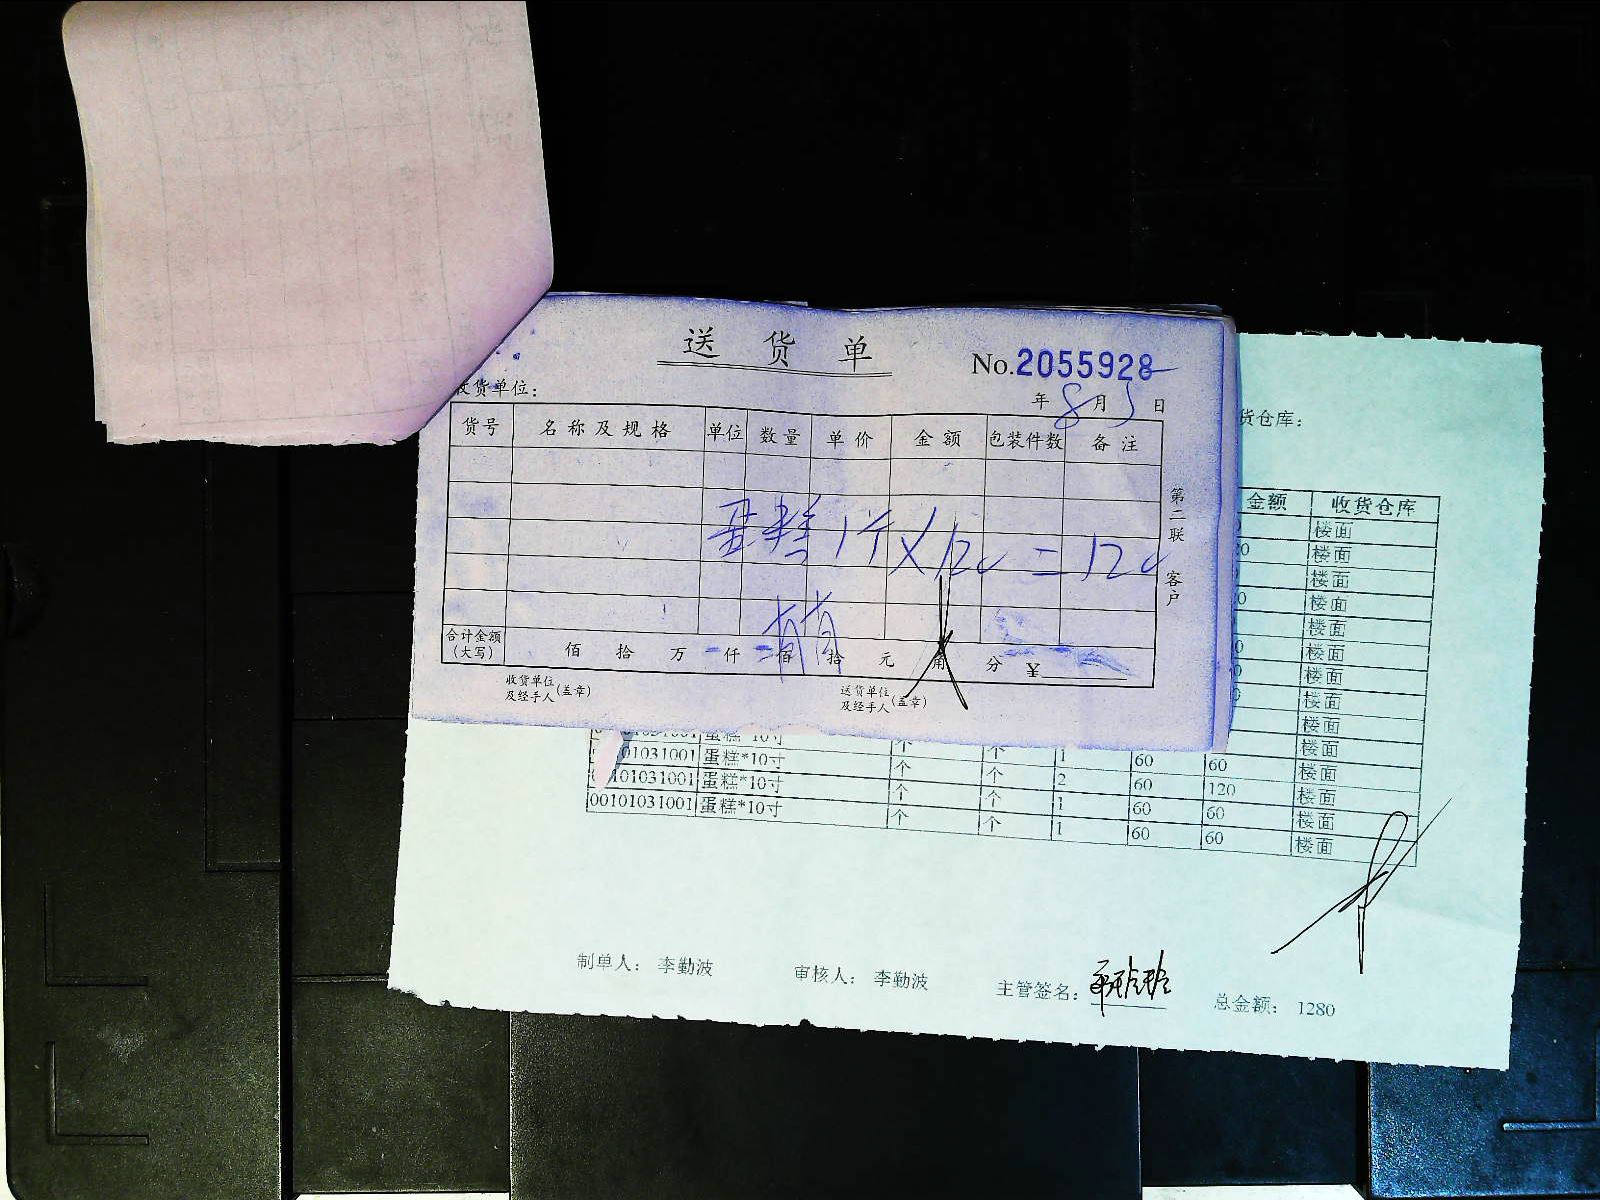 送货单
No.2055928
收货单位：
年8月5日
货号 名称及规格 单位 数量 单价 金额 包装件数 备注
蛋糕1个×120=120
第二联 客户
合计金额（大写） 佰 拾 万 仟 佰 拾 元 角 分 ¥
收货单位及经手人（盖章） 送货单位及经手人（盖章）
货仓库：
金额 收货仓库
楼面
楼面
楼面
楼面
楼面
楼面
楼面
楼面
楼面
楼面
01031001 蛋糕*10寸 个 个 1 60 60 楼面
101031001 蛋糕*10寸 个 个 2 60 120 楼面
00101031001 蛋糕*10寸 个 个 1 60 60 楼面
个 个 1 60 60 楼面
制单人： 李勤波 审核人： 李勤波 主管签名： 总金额： 1280